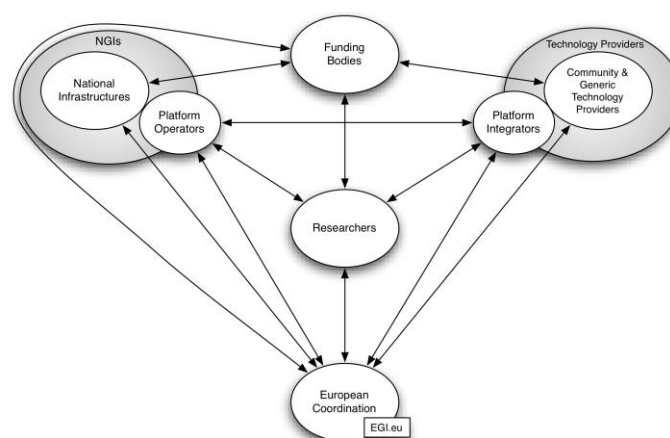 NGIs
National
Infrastructures
Platform
Operators
Funding
Bodies
Technology Providers
Community &
Generic
Technology
Providers
Platform
Integrators
Researchers
European
Coordination
EGI.eu